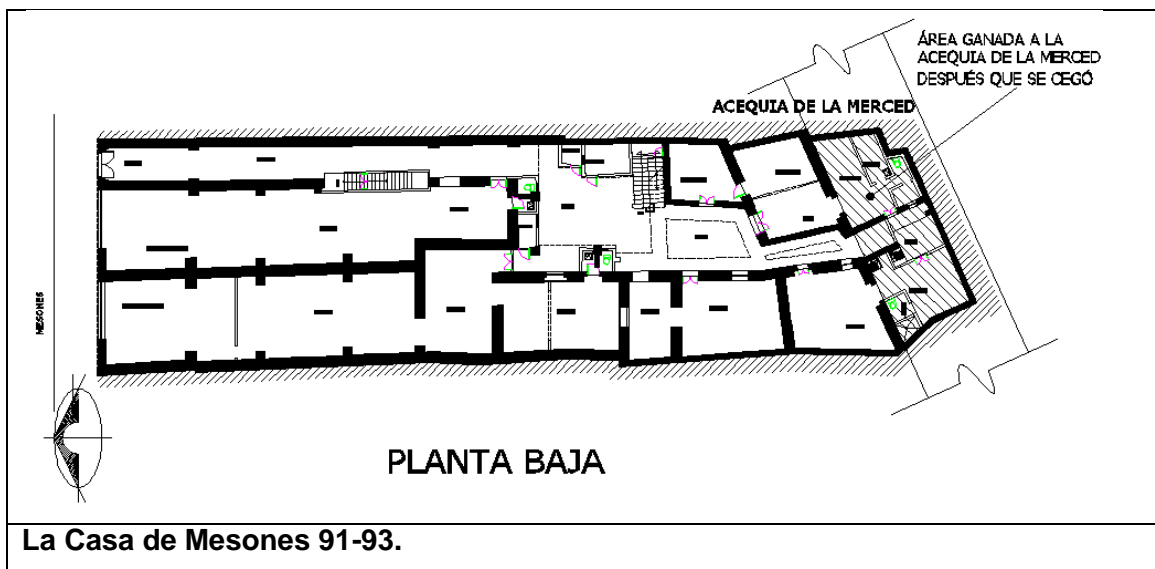 ÁREA GANADA A LA
ACEQUIA DE LA MERCED
DESPUÉS QUE SE CEGÓ
ACEQUIA DE LA MERCED
MESONES
PLANTA BAJA
La Casa de Mesones 91-93.